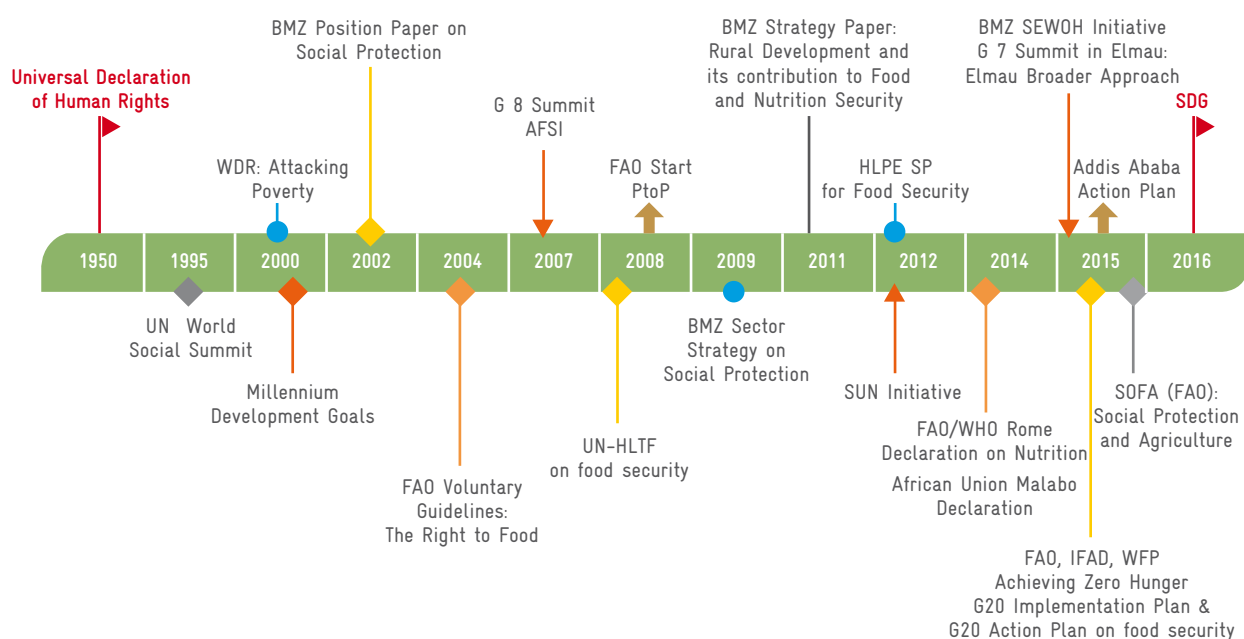 BMZ Position Paper on
Social Protection
BMZ Strategy Paper:
Rural Development and
its contribution to Food
and Nutrition Security
BMZ SEWOH Initiative
G 7 Summit in Elmau:
Elmau Broader Approach
Universal Declaration
of Human Rights
G 8 Summit
AFSI
SDG
WDR: Attacking
Poverty
FAO Start
PtoP
HLPE SP
for Food Security
Addis Ababa
Action Plan
1950 1995 2000 2002 2004 2007 2008 2009 2011 2012 2014 2015 2016
UN World
Social Summit
BMZ Sector
Strategy on
Social Protection
Millennium
Development Goals
SUN Initiative
SOFA (FAO):
Social Protection
and Agriculture
UN-HLTF
on food security
FAO/WHO Rome
Declaration on Nutrition
African Union Malabo
Declaration
FAO Voluntary
Guidelines:
The Right to Food
FAO, IFAD, WFP
Achieving Zero Hunger
G20 Implementation Plan &
G20 Action Plan on food security